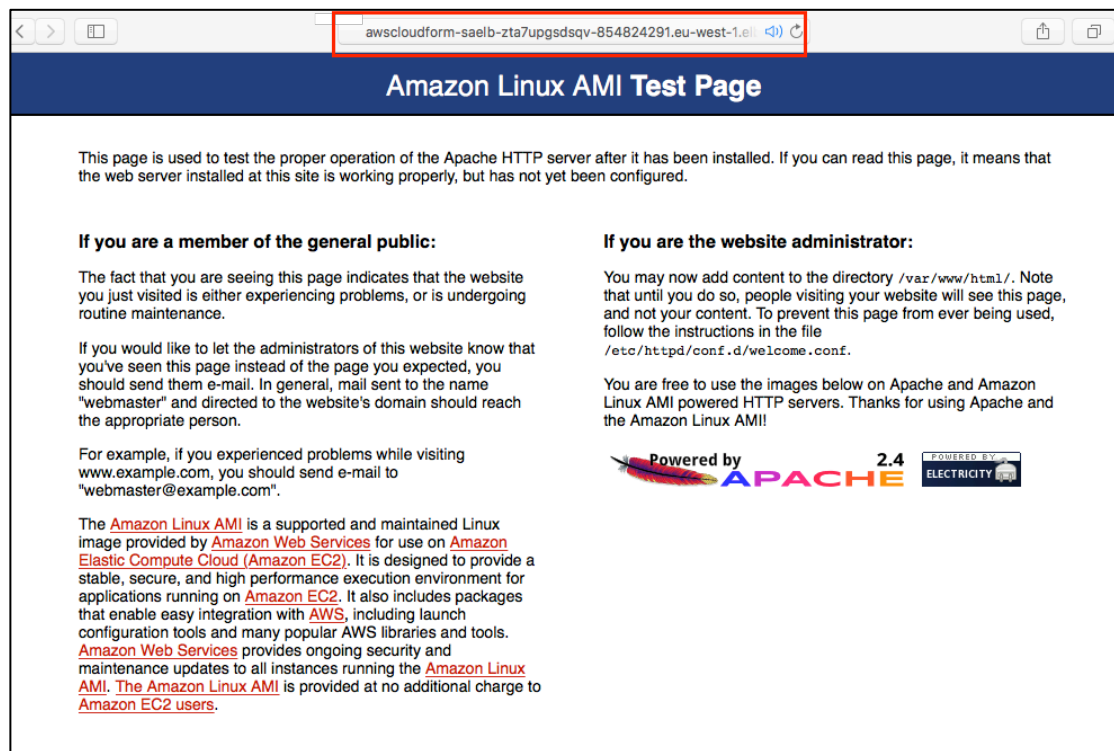 awscloudform-saelb-zta7upgsdsqv-854824291.eu-west-1.el
Amazon Linux AMI Test Page
This page is used to test the proper operation of the Apache HTTP server after it has been installed. If you can read this page, it means that
the web server installed at this site is working properly, but has not yet been configured.
If you are a member of the general public:
The fact that you are seeing this page indicates that the website
you just visited is either experiencing problems, or is undergoing
routine maintenance.
If you would like to let the administrators of this website know that
you've seen this page instead of the page you expected, you
should send them e-mail. In general, mail sent to the name
"webmaster" and directed to the website's domain should reach
the appropriate person.
For example, if you experienced problems while visiting
www.example.com, you should send e-mail to
"webmaster@example.com".
The Amazon Linux AMI is a supported and maintained Linux
image provided by Amazon Web Services for use on Amazon
Elastic Compute Cloud (Amazon EC2). It is designed to provide a
stable, secure, and high performance execution environment for
applications running on Amazon EC2. It also includes packages
that enable easy integration with AWS, including launch
configuration tools and many popular AWS libraries and tools.
Amazon Web Services provides ongoing security and
maintenance updates to all instances running the Amazon Linux
AMI. The Amazon Linux AMI is provided at no additional charge to
Amazon EC2 users.
If you are the website administrator:
You may now add content to the directory /var/www/html/. Note
that until you do so, people visiting your website will see this page,
and not your content. To prevent this page from ever being used,
follow the instructions in the file
/etc/httpd/conf.d/welcome.conf.
You are free to use the images below on Apache and Amazon
Linux AMI powered HTTP servers. Thanks for using Apache and
the Amazon Linux AMI!
Powered by 2.4
APACHE
POWERED BY
ELECTRICITY